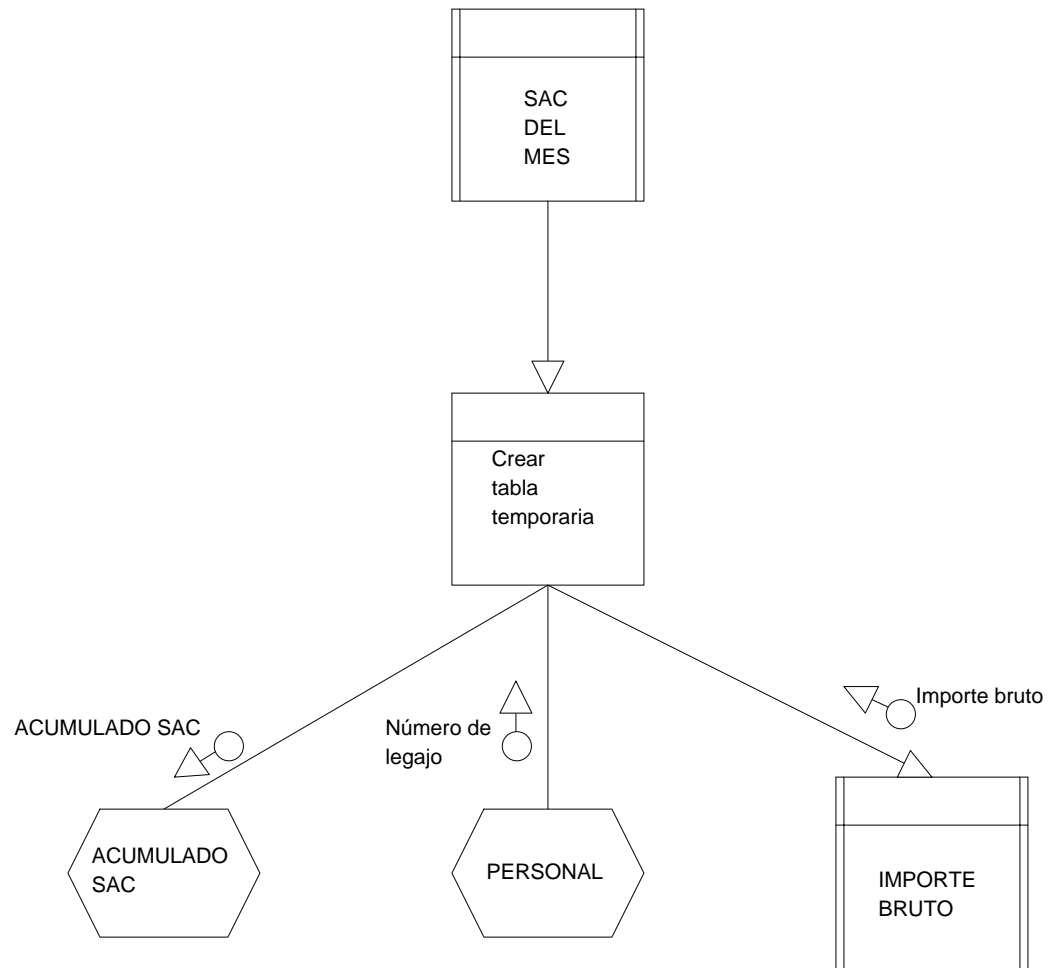 SAC
DEL
MES
Crear
tabla
temporaria
ACUMULADO SAC
Número de
legajo
Importe bruto
ACUMULADO
SAC
PERSONAL
IMPORTE
BRUTO